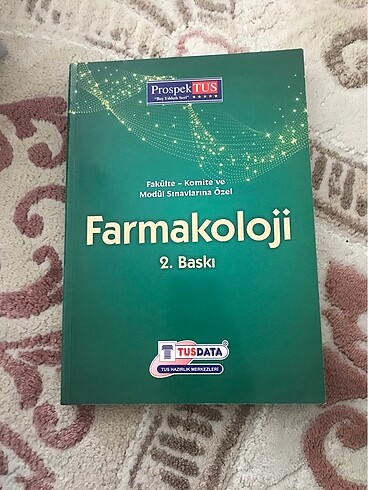 ProspekTUS
"Beş Yıldızlı Seri" ★★★★★
Fakülte - Komite ve
Modül Sınavlarına Özel
Farmakoloji
2. Baskı
TUSDATA®
TUS HAZIRLIK MERKEZLERİ